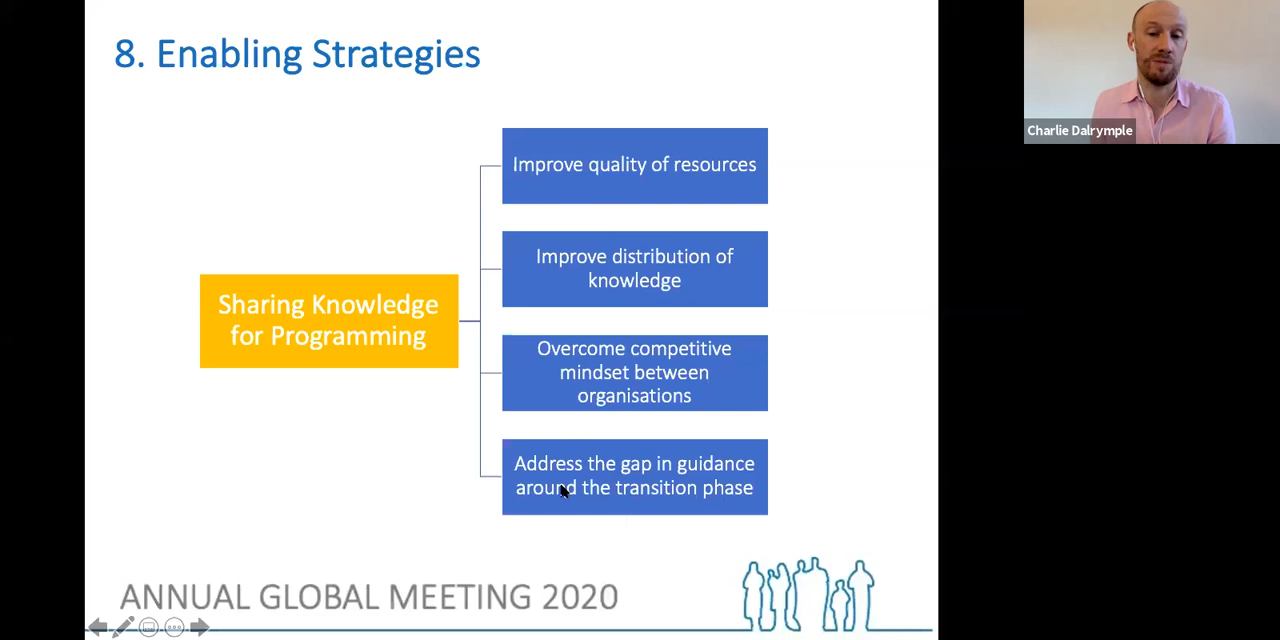 8. Enabling Strategies
Charlie Dalrymple
Improve quality of resources
Improve distribution of
knowledge
Sharing Knowledge
for Programming
Overcome competitive
mindset between
organisations
Address the gap in guidance
around the transition phase
ANNUAL GLOBAL MEETING 2020